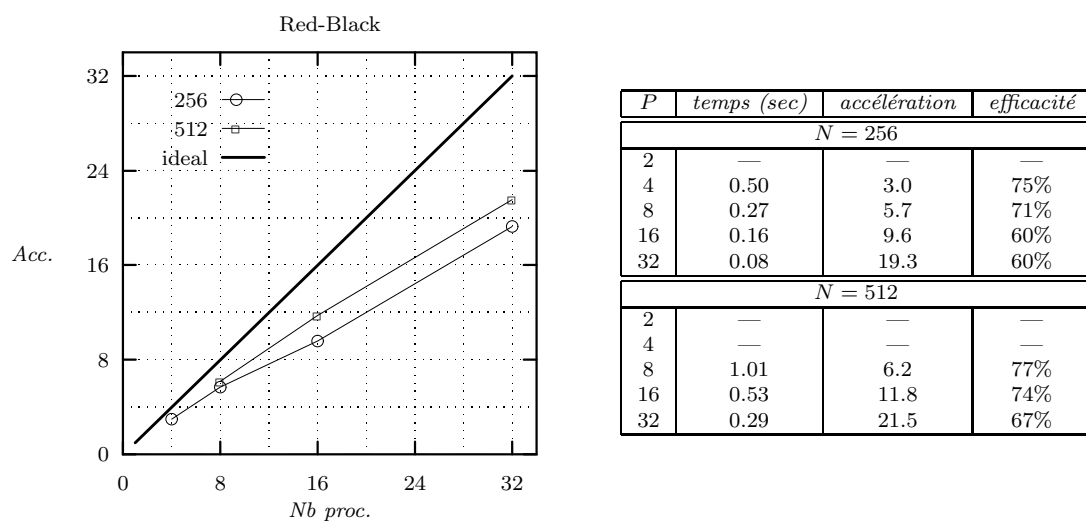 Red-Black
32
24
16
8
0
Acc.
256
512
ideal
0 8 16 24 32
Nb proc.
P temps (sec) accélération efficacité
N = 256
2 — — —
4 0.50 3.0 75%
8 0.27 5.7 71%
16 0.16 9.6 60%
32 0.08 19.3 60%
N = 512
2 — — —
4 — — —
8 1.01 6.2 77%
16 0.53 11.8 74%
32 0.29 21.5 67%